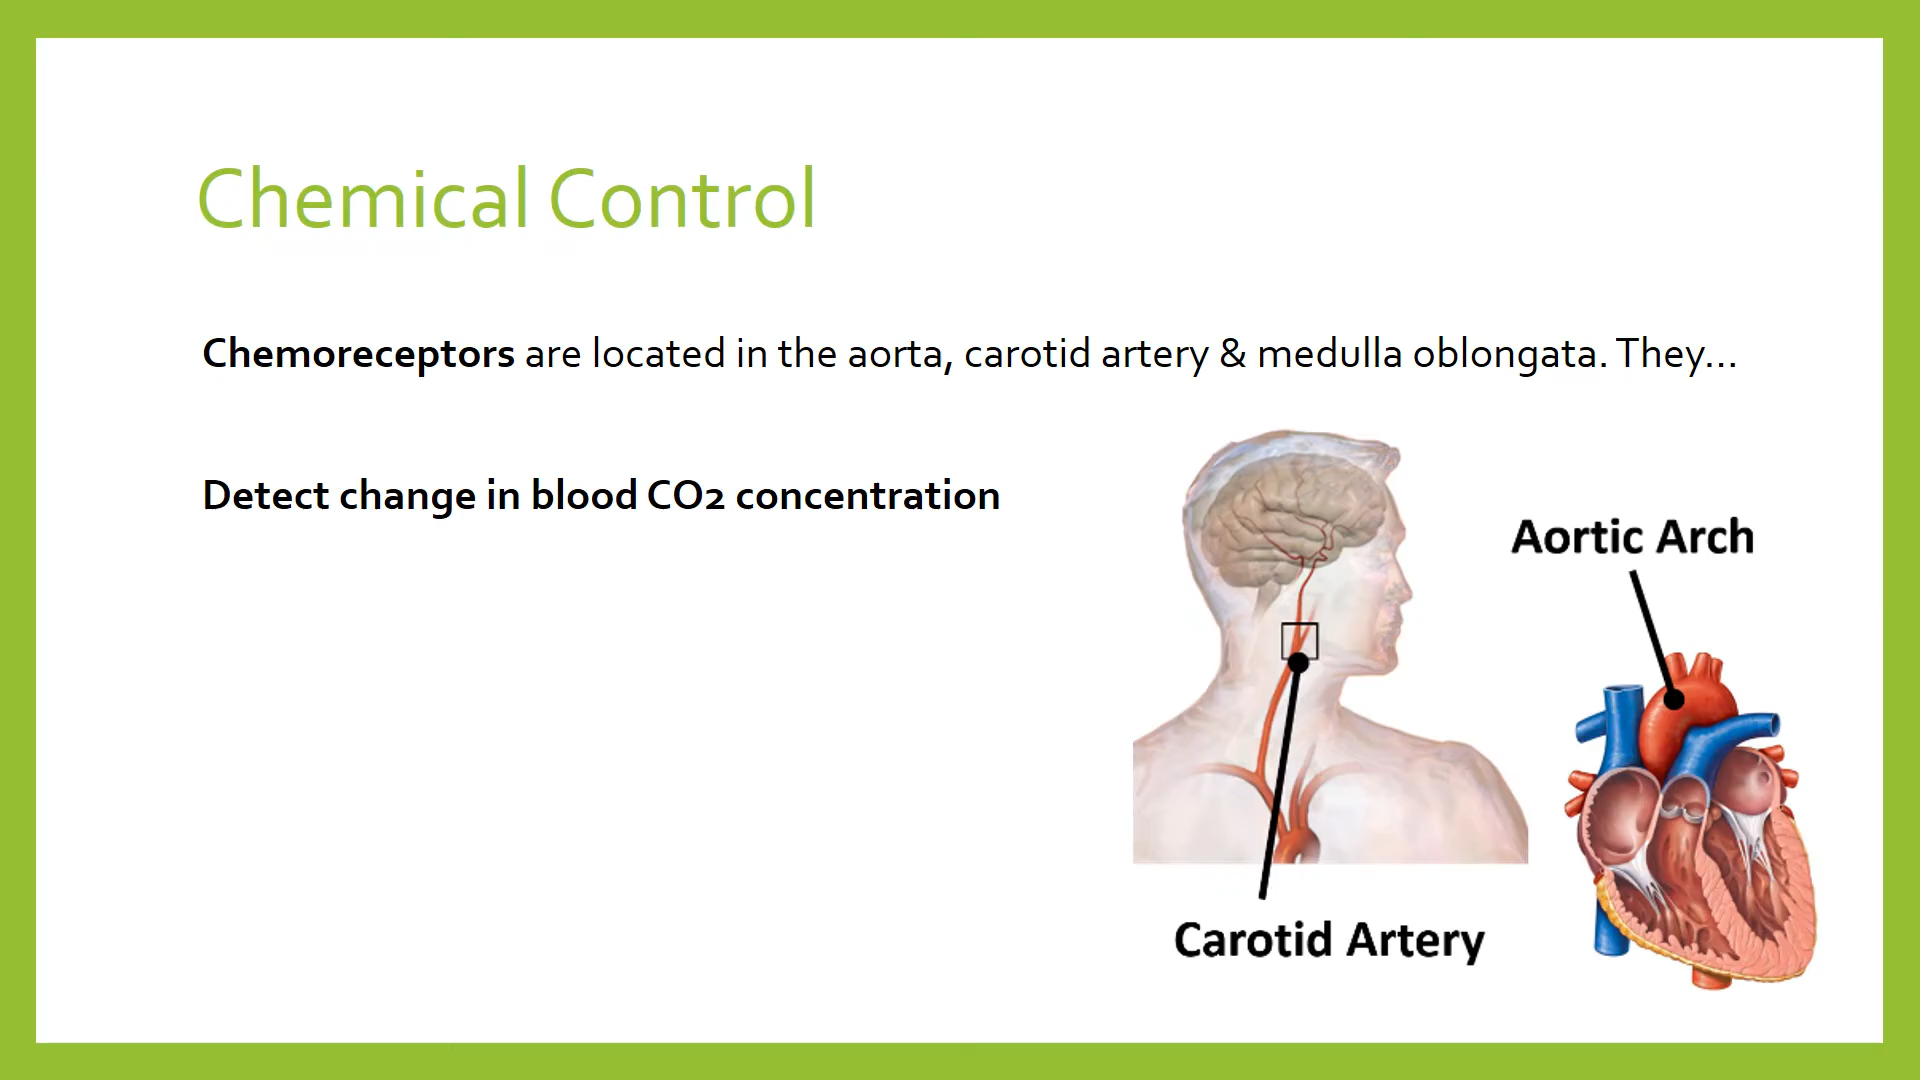 Chemical Control
Chemoreceptors are located in the aorta, carotid artery & medulla oblongata. They...
Detect change in blood CO2 concentration
Aortic Arch
Carotid Artery